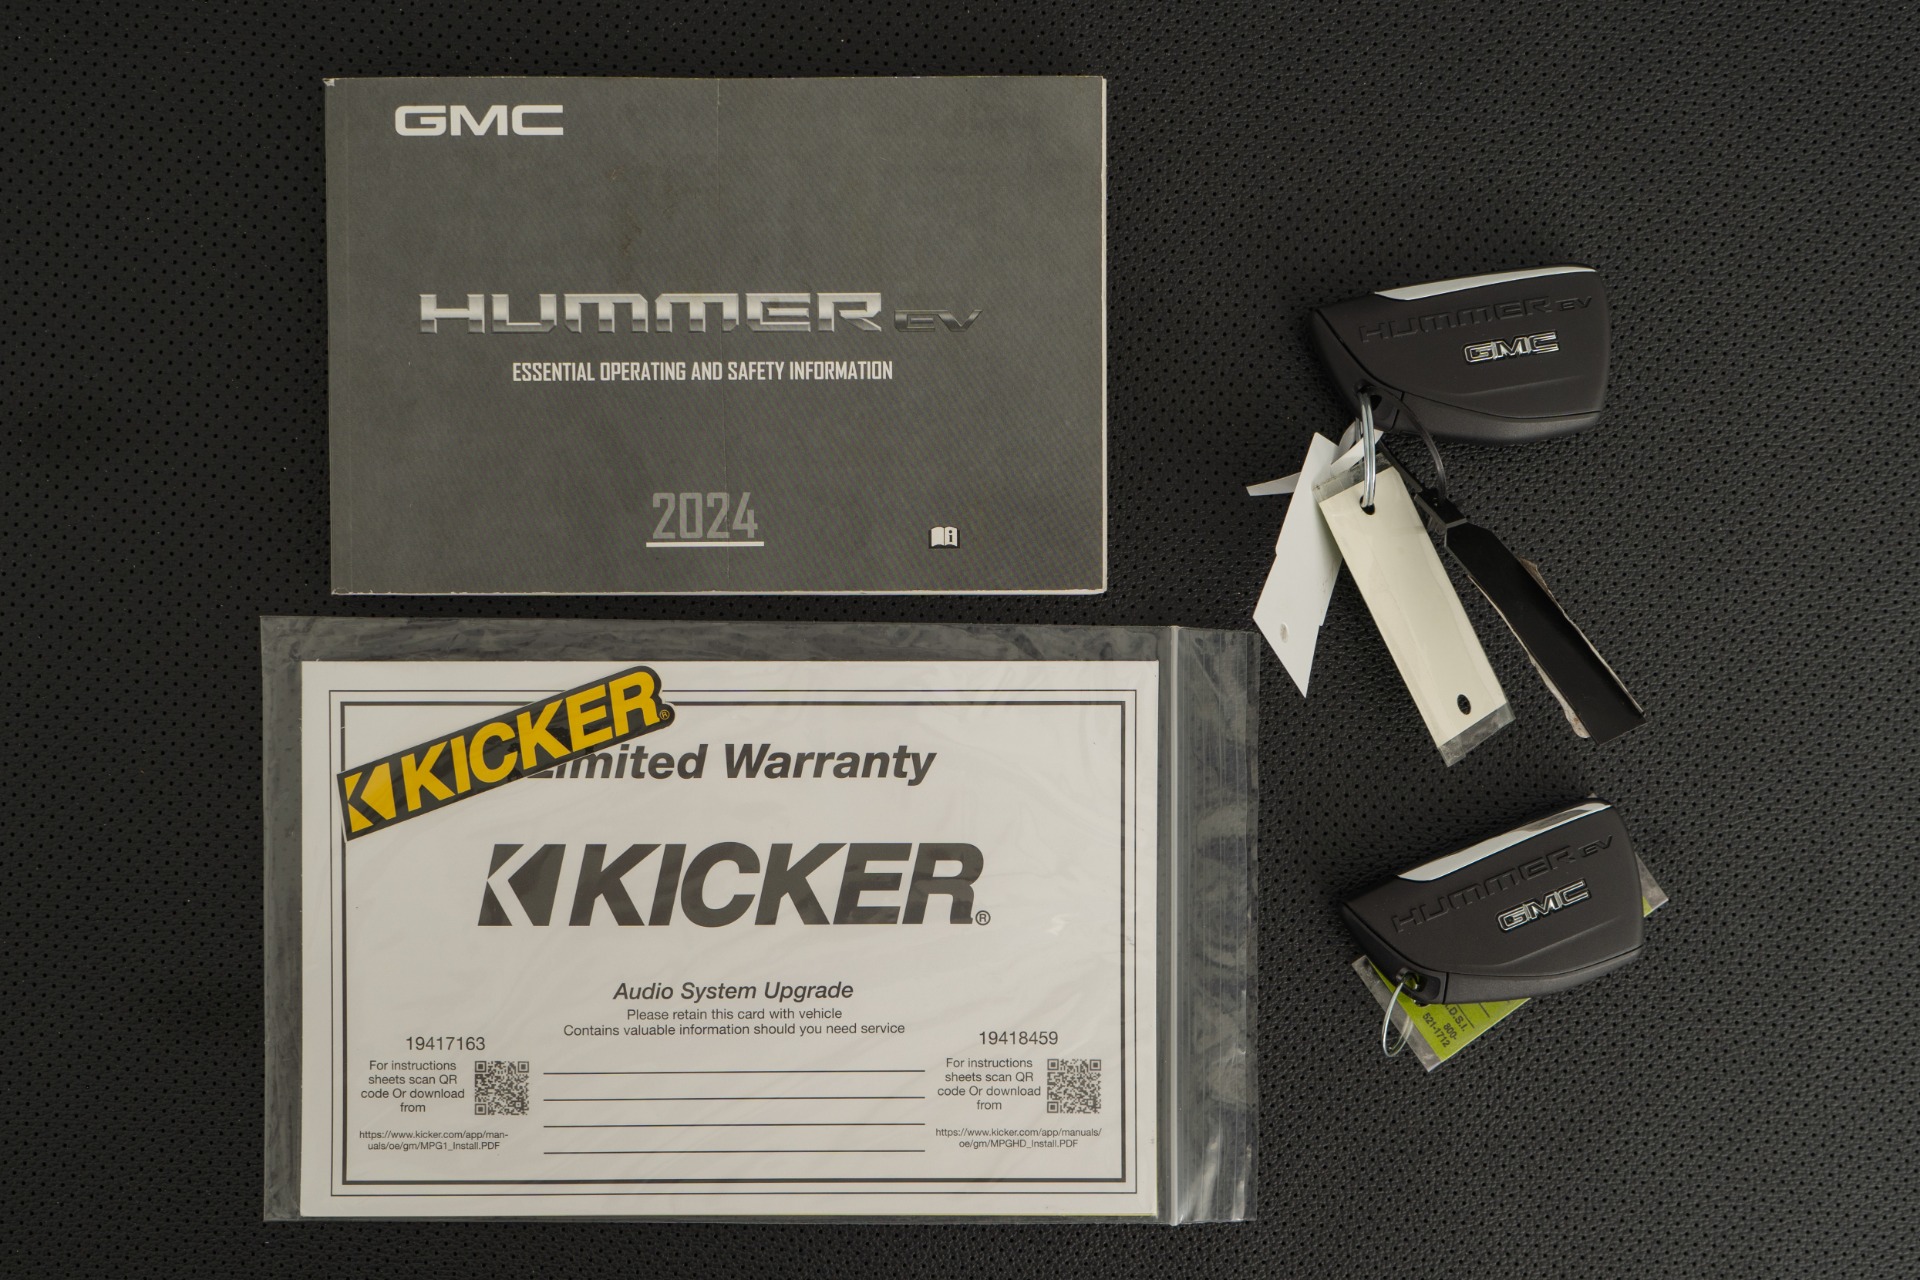 GMC
HUMMER EV
ESSENTIAL OPERATING AND SAFETY INFORMATION
2024
i
HUMMER EV
GMC
KICKER®
Limited Warranty
KICKER®
Audio System Upgrade
Please retain this card with vehicle
Contains valuable information should you need service
19417163
For instructions
sheets scan QR
code Or download
from
https://www.kicker.com/app/man-
uals/oe/gm/MPG1_Install.PDF
19418459
For instructions
sheets scan QR
code Or download
from
https://www.kicker.com/app/manuals/
oe/gm/MPGHD_Install.PDF
HUMMER EV
GMC
.D.S.I.
800-
521-1712